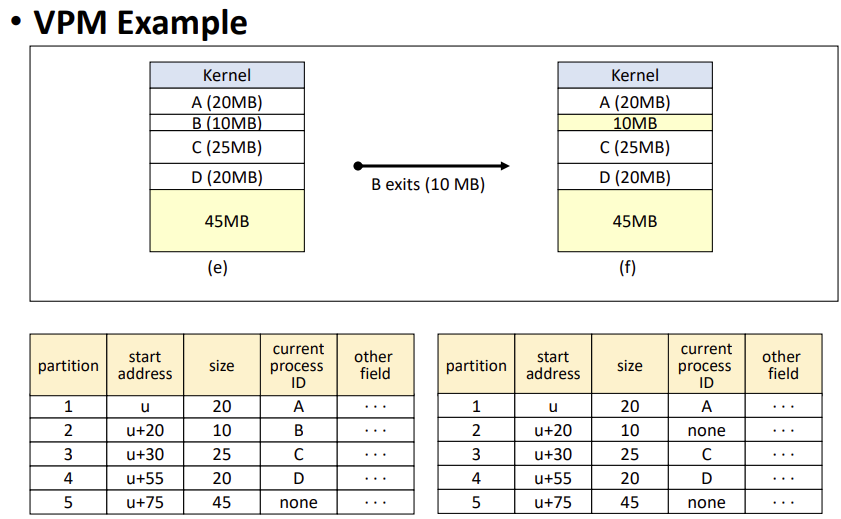 • VPM Example
Kernel
A (20MB)
B (10MB)
C (25MB)
D (20MB)
45MB
(e)
B exits (10 MB)
Kernel
A (20MB)
10MB
C (25MB)
D (20MB)
45MB
(f)
partition start address size current process ID other field
1 u 20 A ···
2 u+20 10 B ···
3 u+30 25 C ···
4 u+55 20 D ···
5 u+75 45 none ···
partition start address size current process ID other field
1 u 20 A ···
2 u+20 10 none ···
3 u+30 25 C ···
4 u+55 20 D ···
5 u+75 45 none ···